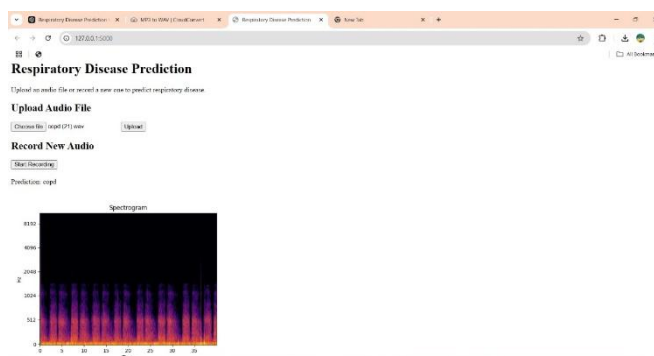 Respiratory Disease Prediction
MP3 to WAV | CloudConvert
Respiratory Disease Prediction
New Tab
127.0.0.1:5000
All Bookmar
Respiratory Disease Prediction
Upload an audio file or record a new one to predict respiratory disease.
Upload Audio File
Choose file copd (21).wav Upload
Record New Audio
Start Recording
Prediction: copd
Spectrogram
8192
4096
2048
Hz
1024
512
0
0 5 10 15 20 25 30 35